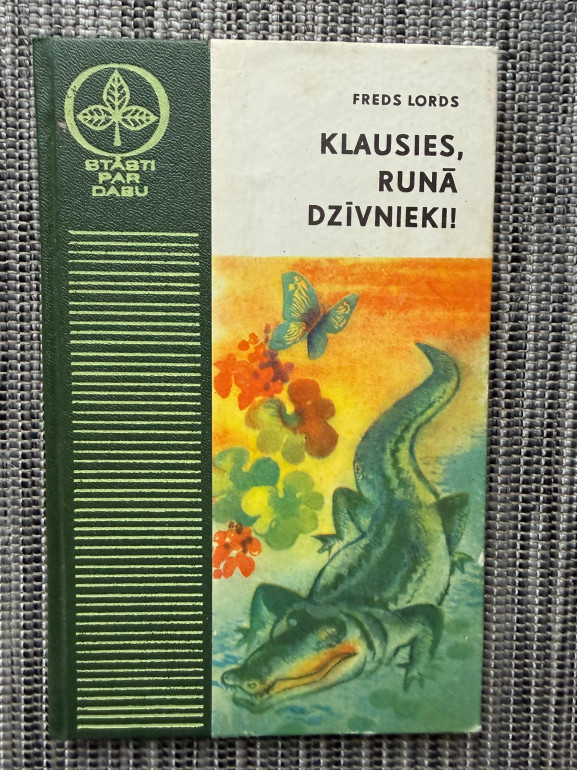 STĀSTI
PAR
DABU
FREDS LORDS
KLAUSIES,
RUNĀ
DZĪVNIEKI!